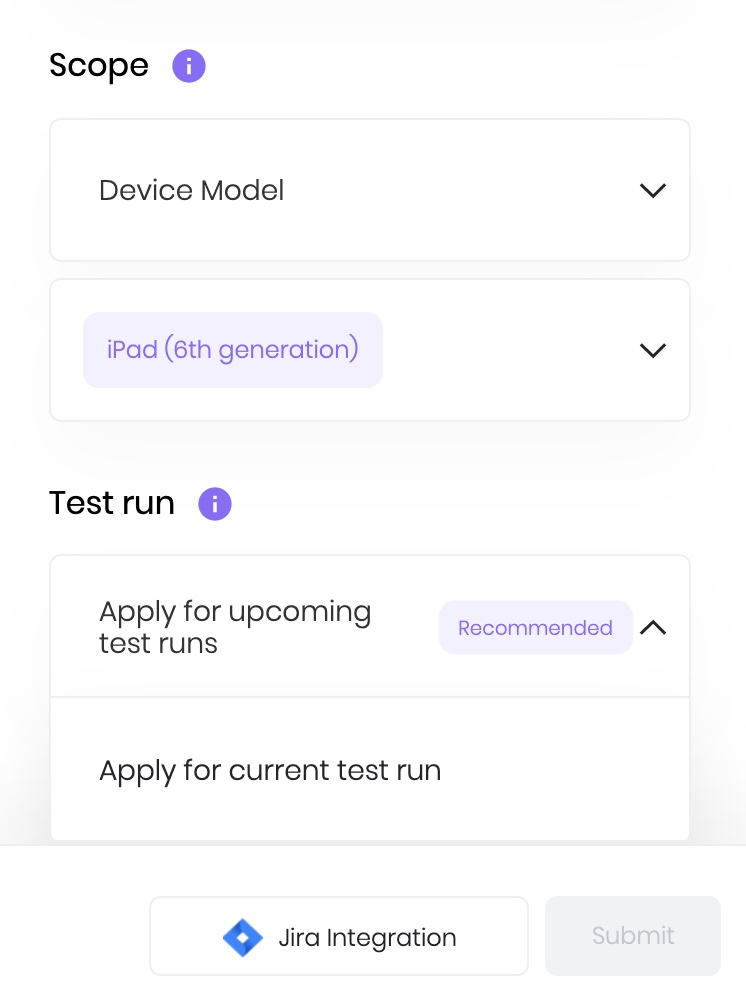 Scope
Device Model
iPad (6th generation)
Test run
Apply for upcoming
test runs
Recommended
Apply for current test run
Jira Integration
Submit